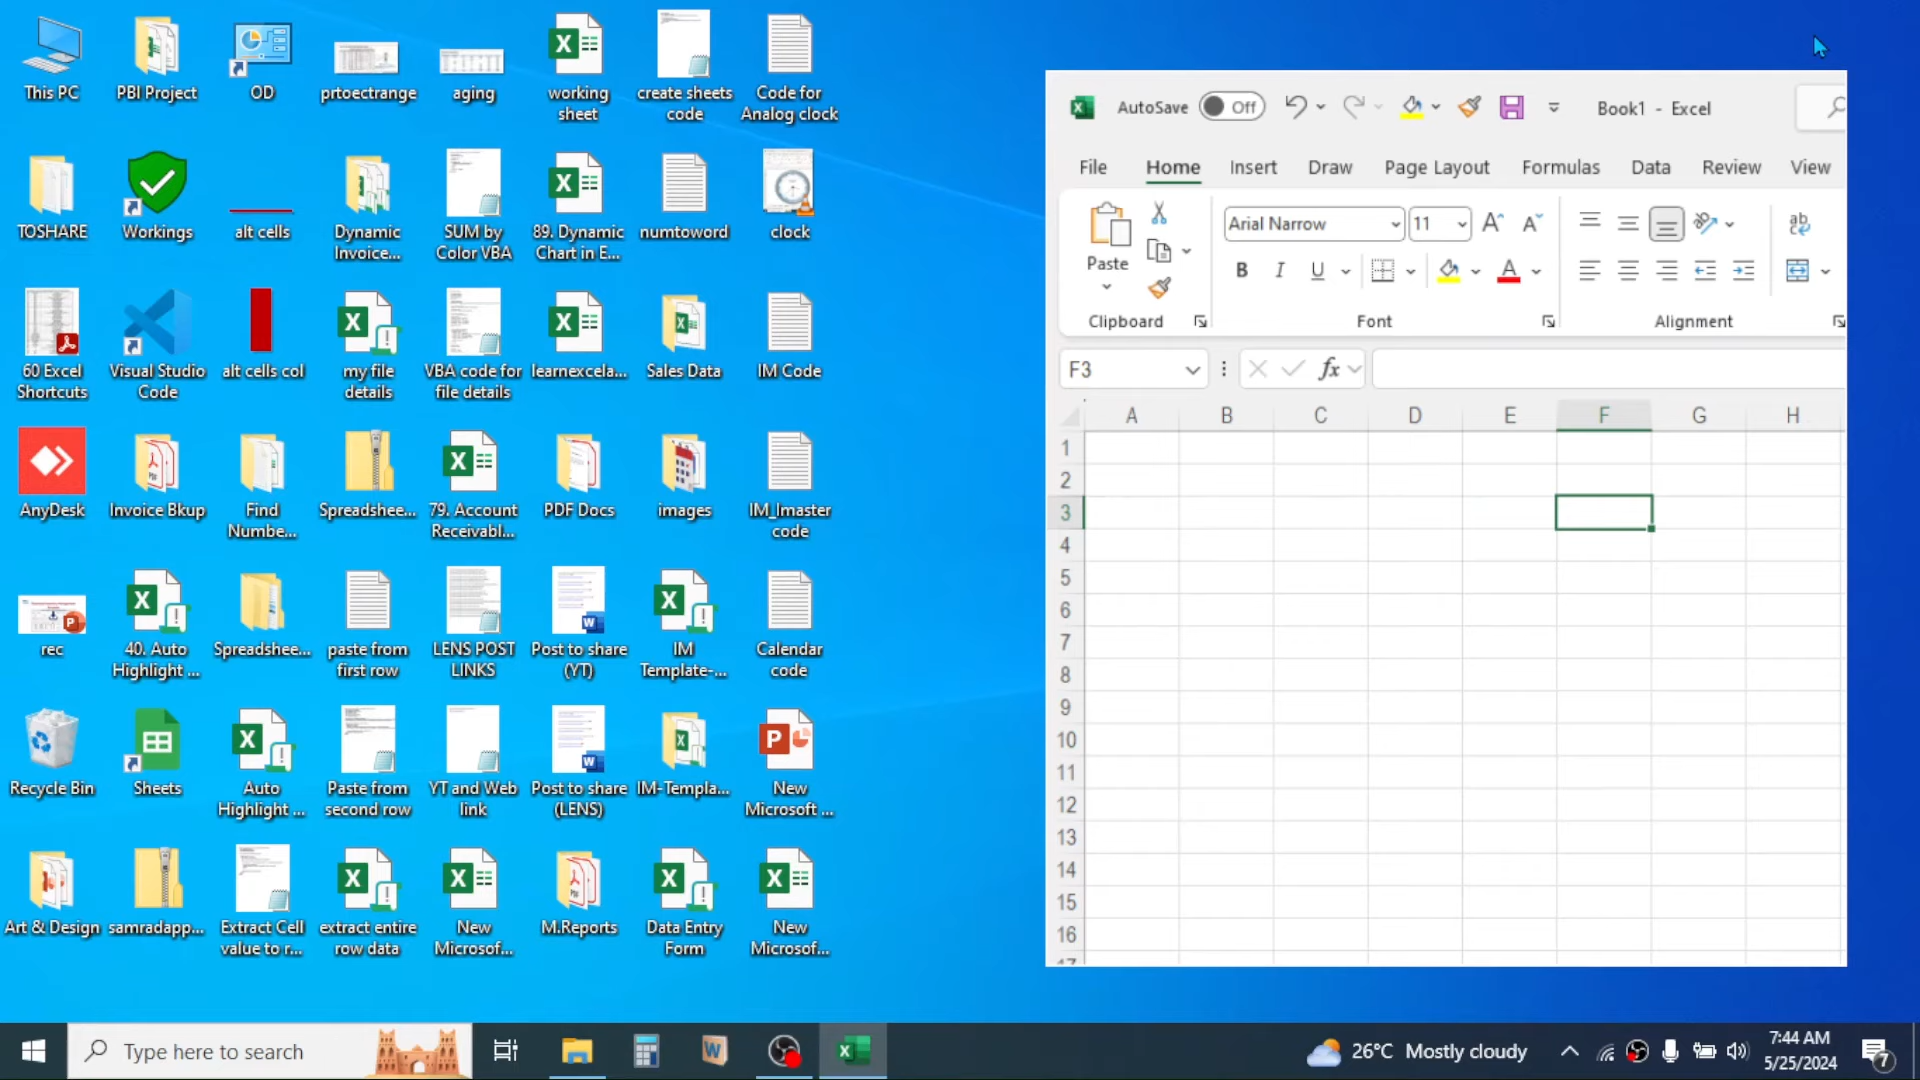 This PC
PBI Project
OD
prtoectrange
aging
working
sheet
create sheets
code
Code for
Analog clock
TOSHARE
Workings
alt cells
Dynamic
Invoice...
SUM by
Color VBA
89. Dynamic
Chart in E...
numtoword
clock
60 Excel
Shortcuts
Visual Studio
Code
alt cells col
my file
details
VBA code for
file details
learnexcela...
Sales Data
IM Code
AnyDesk
Invoice Bkup
Find
Numbe...
Spreadshee...
79. Account
Receivabl...
PDF Docs
images
IM_Imaster
code
rec
40. Auto
Highlight ...
Spreadshee...
paste from
first row
LENS POST
LINKS
Post to share
(YT)
IM
Template-...
Calendar
code
Recycle Bin
Sheets
Auto
Highlight ...
Paste from
second row
YT and Web
link
Post to share
(LENS)
IM-Templa...
New
Microsoft ...
Art & Design
samradapp...
Extract Cell
value to r...
extract entire
row data
New
Microsof...
M.Reports
Data Entry
Form
New
Microsof...
AutoSave Off Book1 - Excel
File Home Insert Draw Page Layout Formulas Data Review View
Paste
Arial Narrow 11
B I U A
ab
Clipboard Font Alignment
F3 fx
A B C D E F G H
1
2
3
4
5
6
7
8
9
10
11
12
13
14
15
16
17
Type here to search
26°C Mostly cloudy
7:44 AM
5/25/2024
7